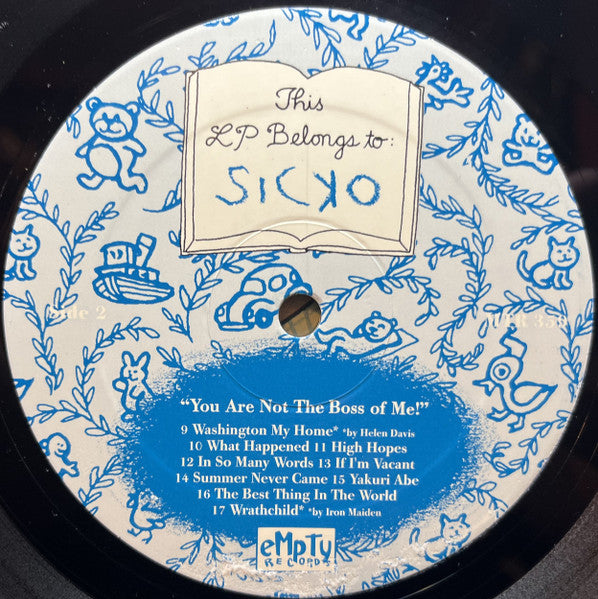 This
LP Belongs to:
SICKO
Side 2
“You Are Not The Boss of Me!”
9 Washington My Home* *by Helen Davis
10 What Happened 11 High Hopes
12 In So Many Words 13 If I'm Vacant
14 Summer Never Came 15 Yakuri Abe
16 The Best Thing In The World
17 Wrathchild* *by Iron Maiden
eMpTy
RECORDS